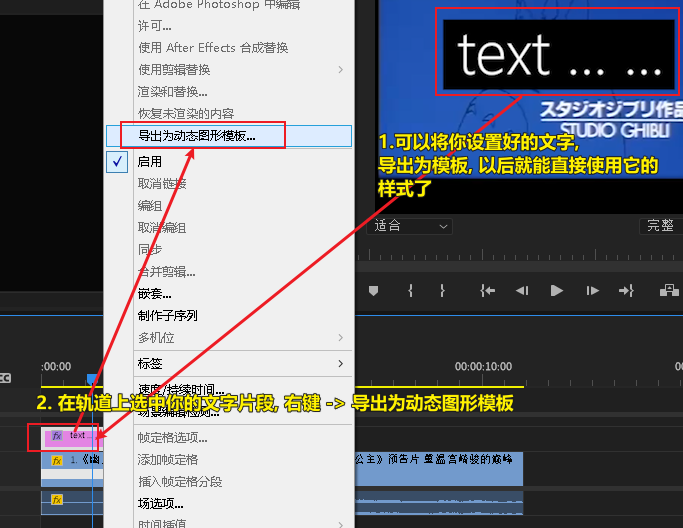 在 Adobe Photoshop 中编辑
许可...
使用 After Effects 合成替换
使用剪辑替换
渲染和替换...
恢复未渲染的内容
导出为动态图形模板...
启用
取消链接
编组
取消编组
同步
合并剪辑...
嵌套...
制作子序列
多机位
标签
速度/持续时间...
场景编辑检测...
帧定格选项...
添加帧定格
插入帧定格分段
场选项...
时间插值
text ... ...
スタジオジブリ作品
STUDIO GHIBLI
1.可以将你设置好的文字,
导出为模板, 以后就能直接使用它的
样式了
适合
完整
:00:00
00:00:10:00
00
CC
2. 在轨道上选中你的文字片段, 右键 -> 导出为动态图形模板
fx text ...
fx 1.《幽
公主》预告片 重温宫崎骏的巅峰
fx